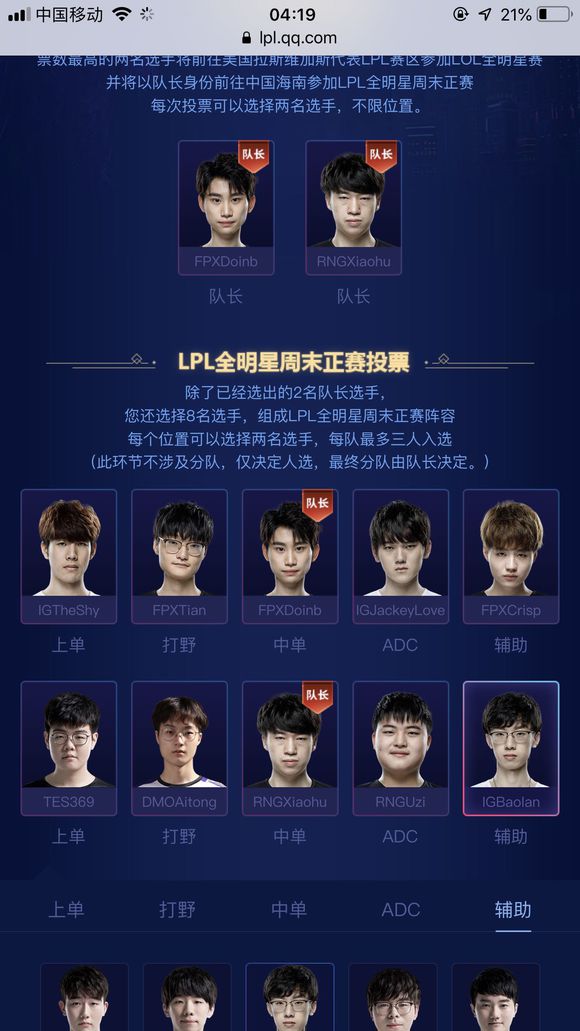 中国移动
04:19
21%
lpl.qq.com
票数最高的两名选手将前往美国拉斯维加斯代表LPL赛区参加LOL全明星赛
并将以队长身份前往中国海南参加LPL全明星周末正赛
每次投票可以选择两名选手，不限位置。
队长 队长
FPXDoinb RNGXiaohu
队长 队长
LPL全明星周末正赛投票
除了已经选出的2名队长选手，
您还选择8名选手，组成LPL全明星周末正赛阵容
每个位置可以选择两名选手，每队最多三人入选
（此环节不涉及分队，仅决定人选，最终分队由队长决定。）
队长
IGTheShy FPXTian FPXDoinb IGJackeyLove FPXCrisp
上单 打野 中单 ADC 辅助
队长
TES369 DMOAitong RNGXiaohu RNGUzi IGBaolan
上单 打野 中单 ADC 辅助
上单 打野 中单 ADC 辅助